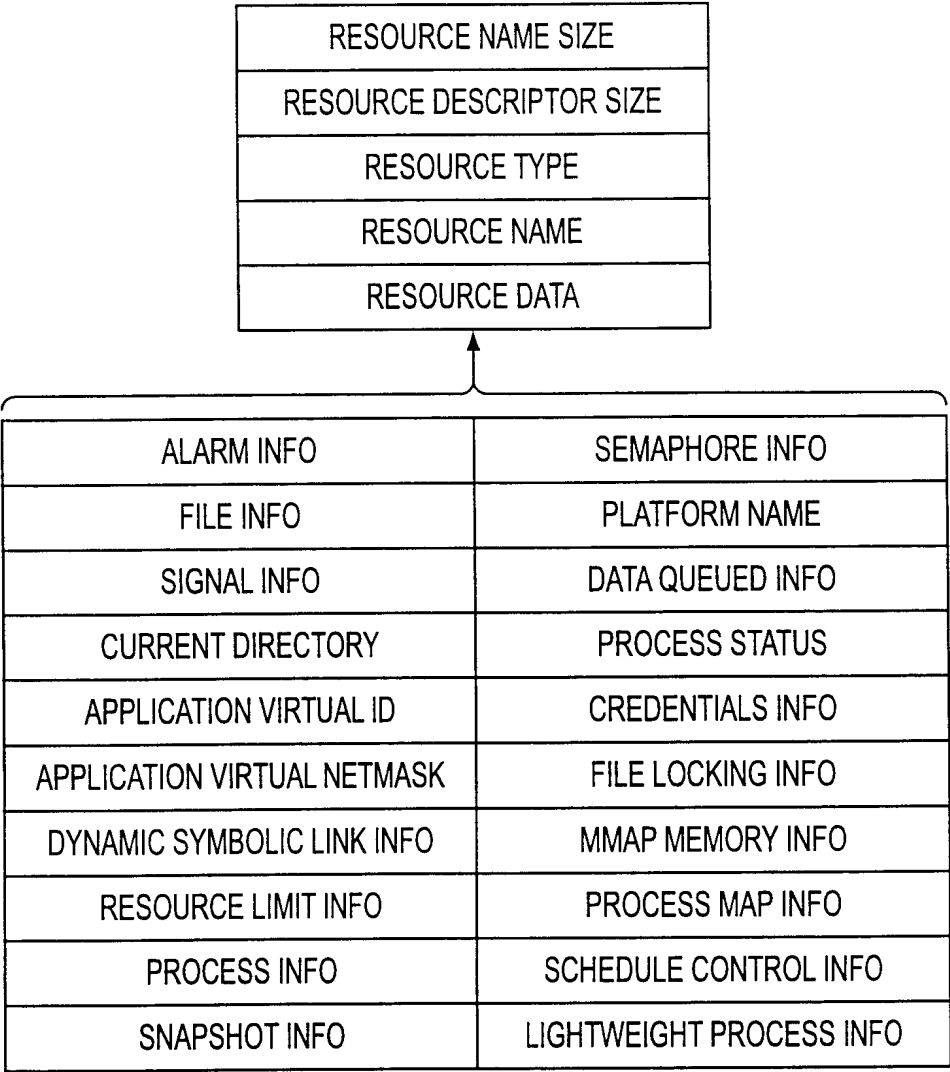 RESOURCE NAME SIZE
RESOURCE DESCRIPTOR SIZE
RESOURCE TYPE
RESOURCE NAME
RESOURCE DATA
ALARM INFO
SEMAPHORE INFO
FILE INFO
PLATFORM NAME
SIGNAL INFO
DATA QUEUED INFO
CURRENT DIRECTORY
PROCESS STATUS
APPLICATION VIRTUAL ID
CREDENTIALS INFO
APPLICATION VIRTUAL NETMASK
FILE LOCKING INFO
DYNAMIC SYMBOLIC LINK INFO
MMAP MEMORY INFO
RESOURCE LIMIT INFO
PROCESS MAP INFO
PROCESS INFO
SCHEDULE CONTROL INFO
SNAPSHOT INFO
LIGHTWEIGHT PROCESS INFO